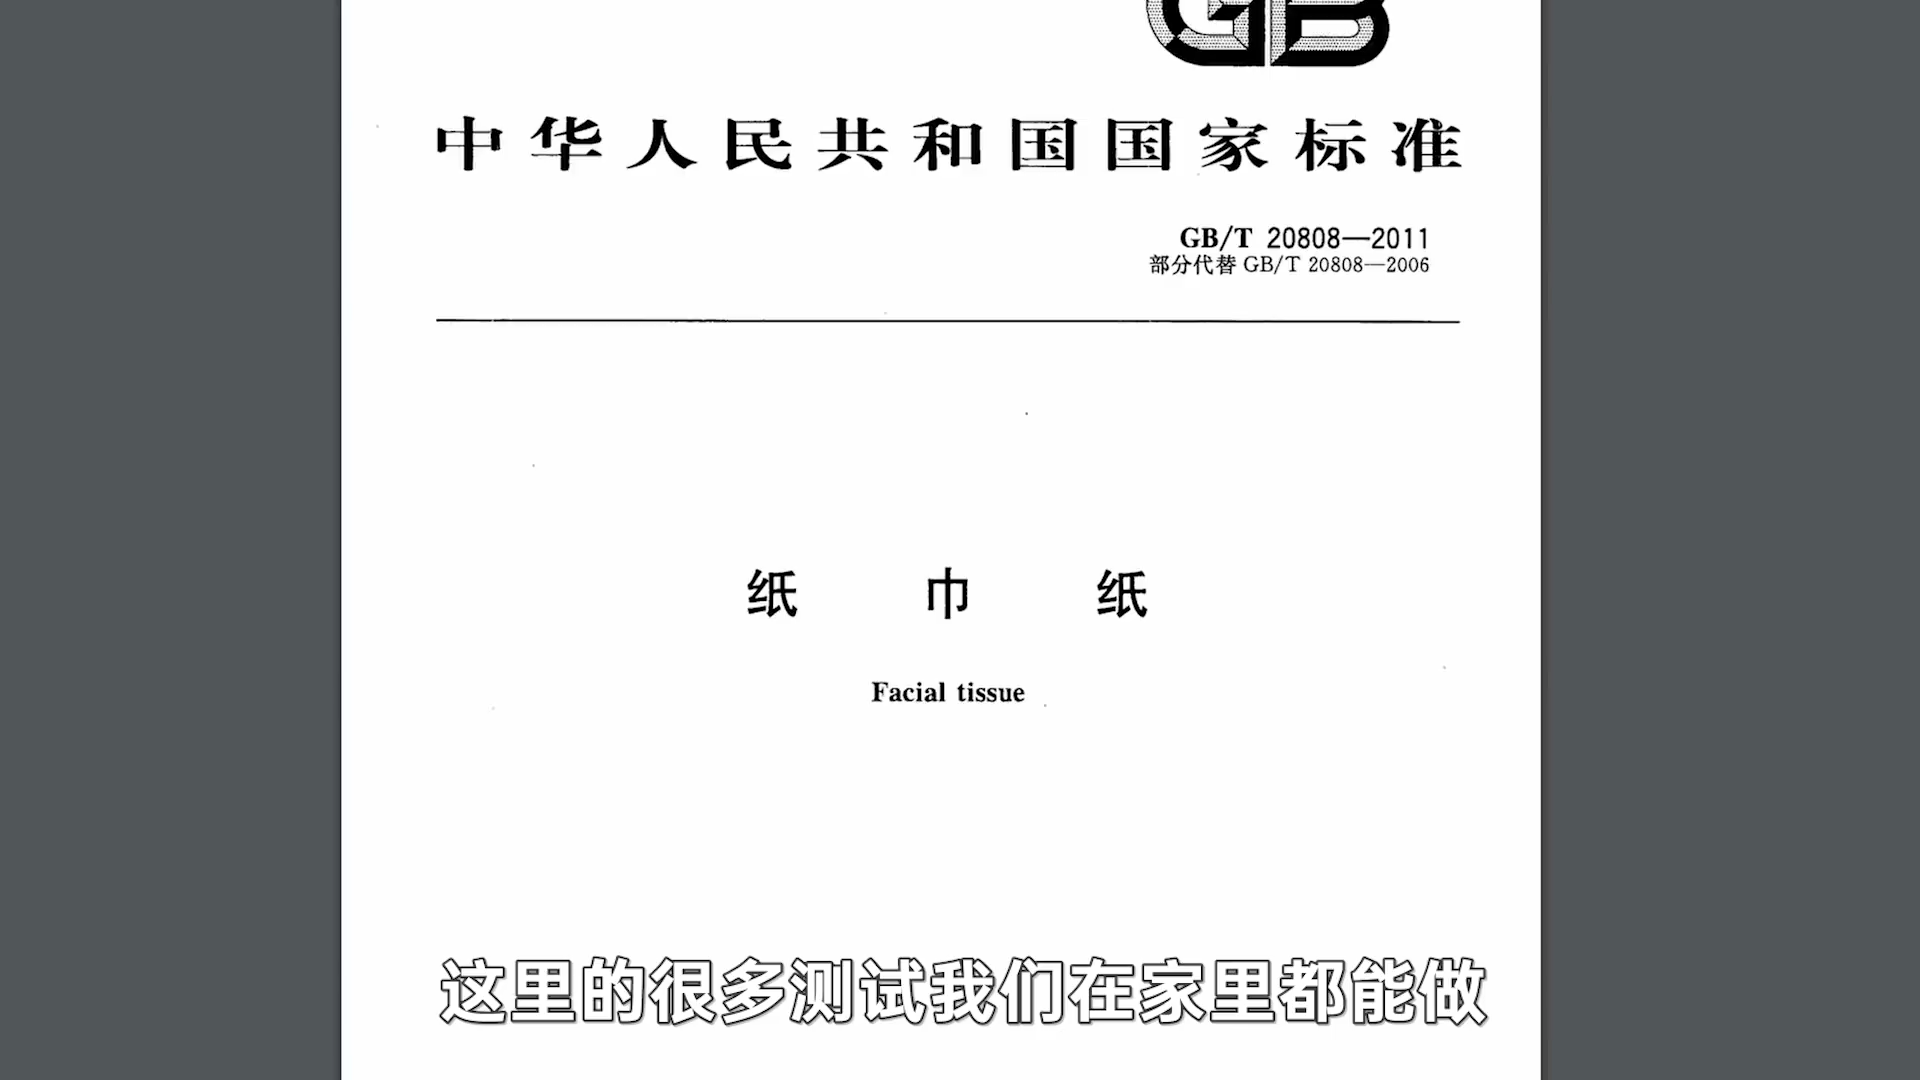 GB
中华人民共和国国家标准
GB/T 20808—2011
部分代替 GB/T 20808—2006
纸巾纸
Facial tissue
这里的很多测试我们在家里都能做